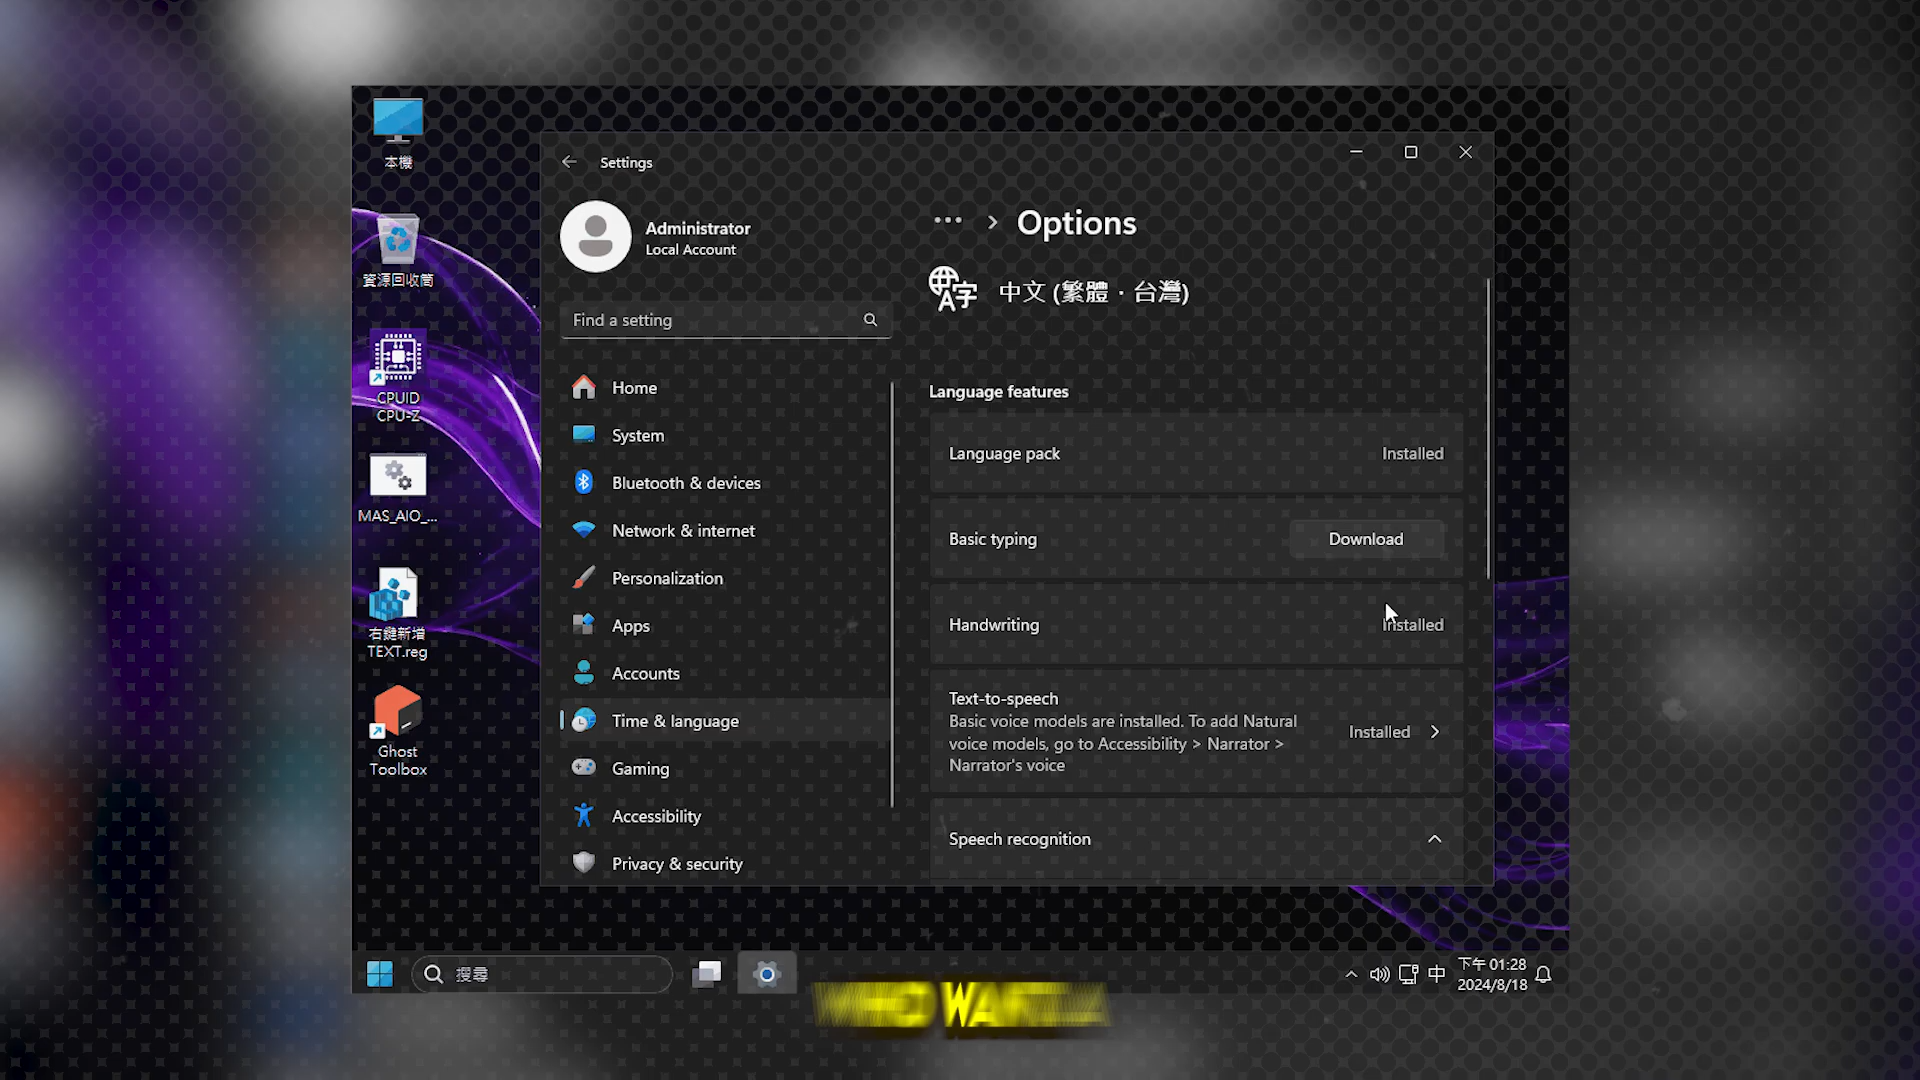 本機
資源回收筒
CPUID
CPU-Z
MAS_AIO_...
右鍵新增
TEXT.reg
Ghost
Toolbox
Settings
Administrator
Local Account
Find a setting
Home
System
Bluetooth & devices
Network & internet
Personalization
Apps
Accounts
Time & language
Gaming
Accessibility
Privacy & security
... > Options
中文 (繁體，台灣)
Language features
Language pack Installed
Basic typing Download
Handwriting Installed
Text-to-speech
Basic voice models are installed. To add Natural
voice models, go to Accessibility > Narrator >
Narrator's voice
Installed
Speech recognition
搜尋
中
下午 01:28
2024/8/18
WHO